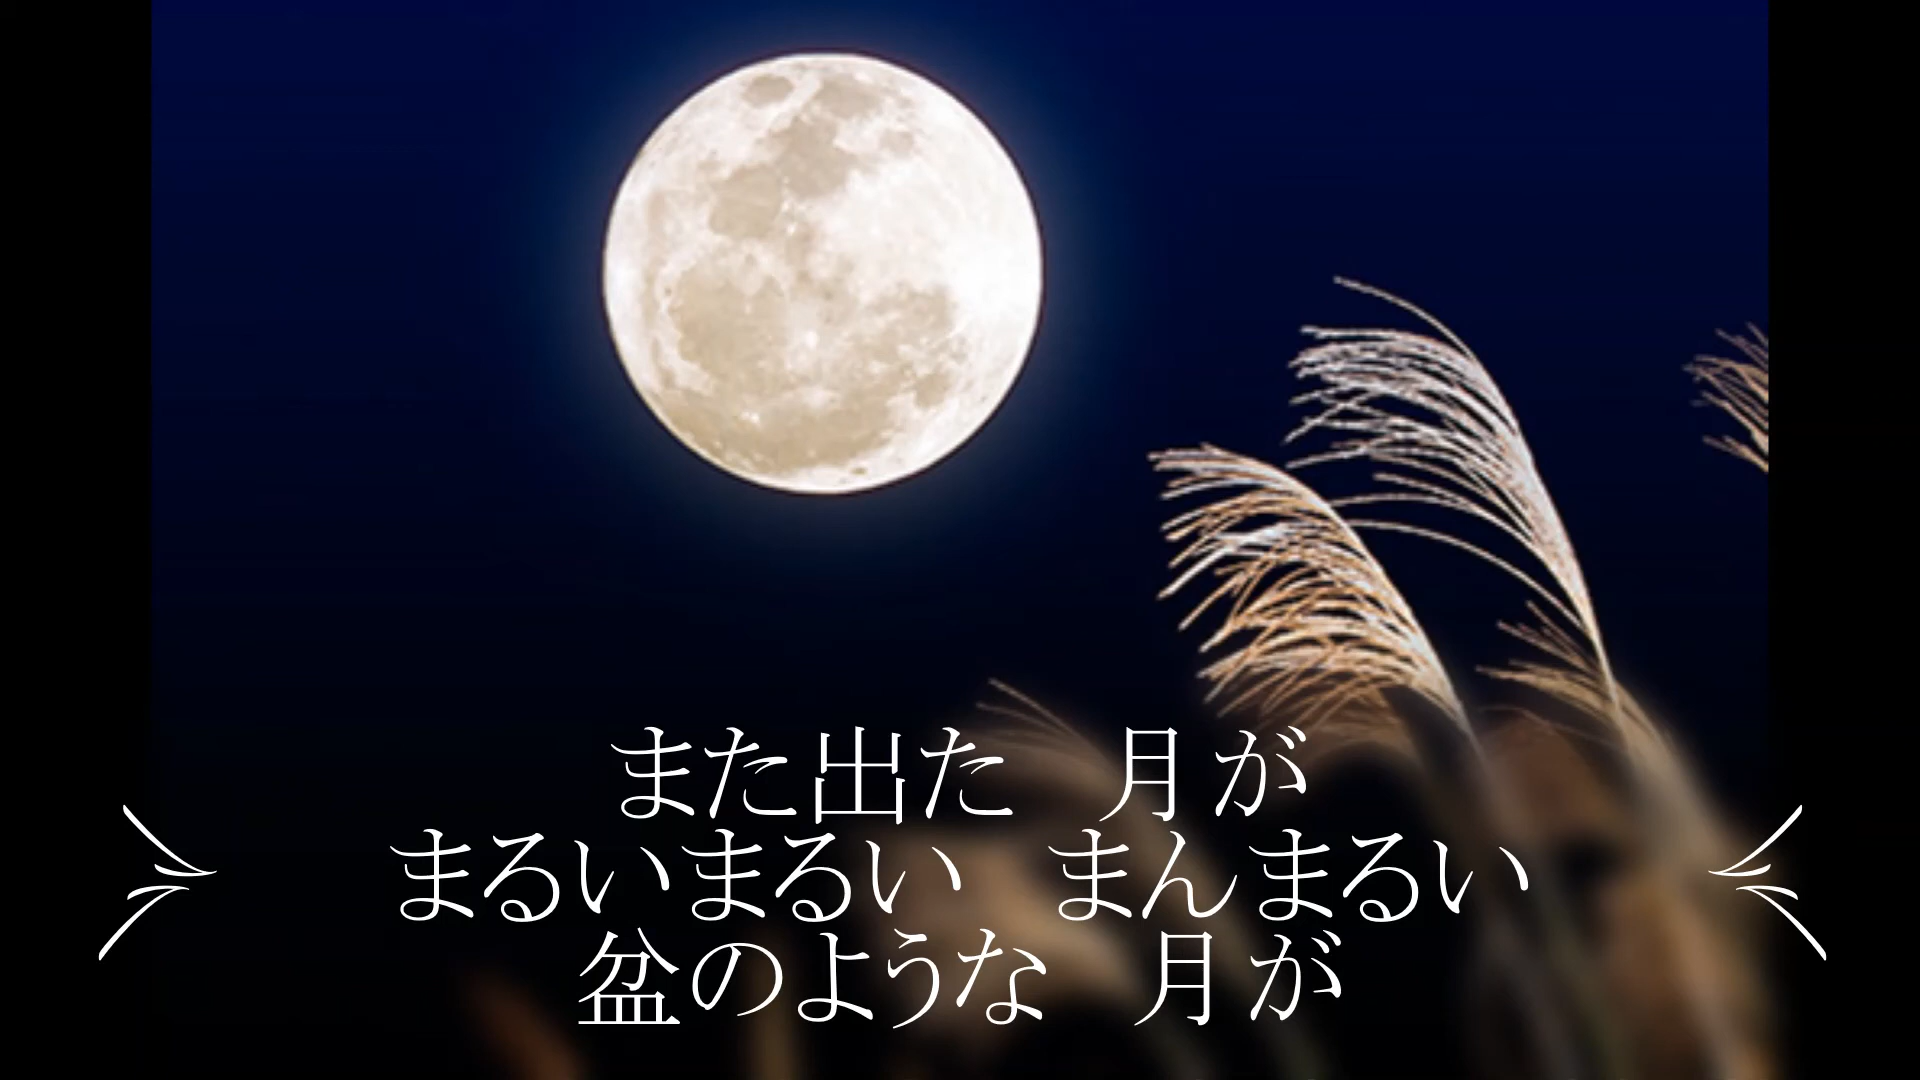 また出た　月が
まるいまるい　まんまるい
盆のような　月が